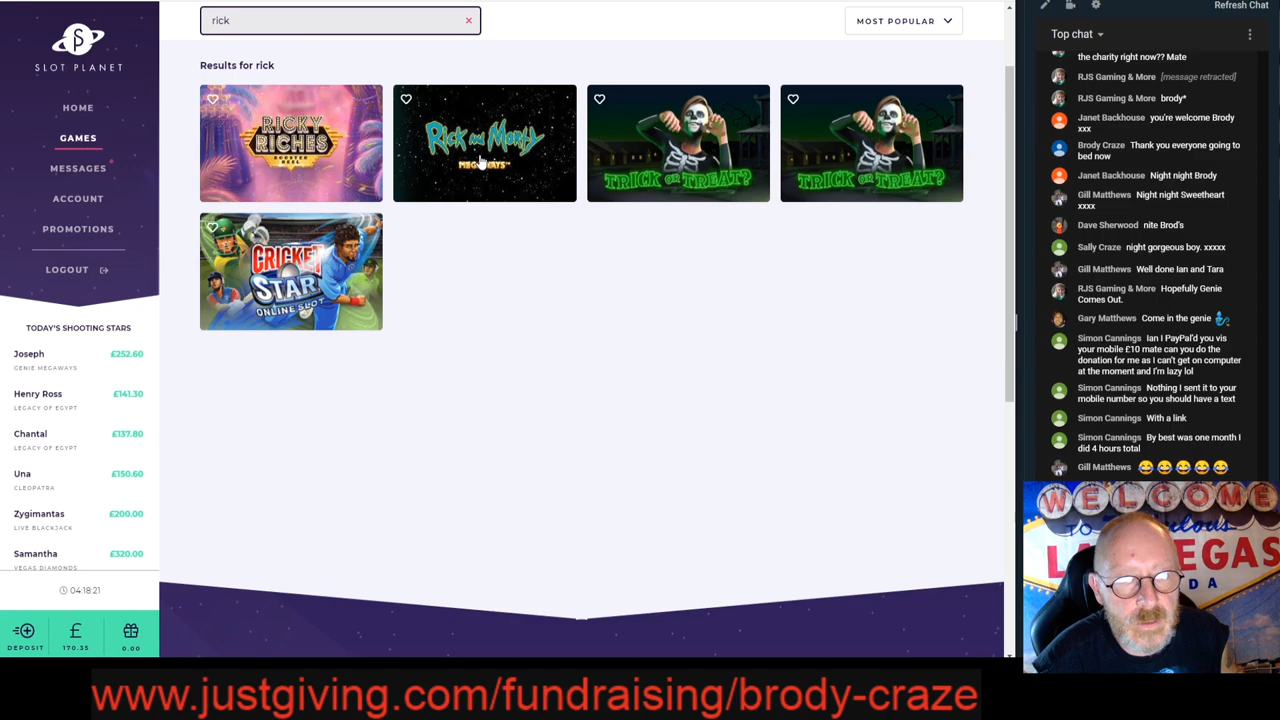 SLOT PLANET
HOME
GAMES
MESSAGES
ACCOUNT
PROMOTIONS
LOGOUT
TODAY'S SHOOTING STARS
Joseph £252.60
GENIE MEGAWAYS
Henry Ross £141.30
LEGACY OF EGYPT
Chantal £137.80
LEGACY OF EGYPT
Una £150.60
CLEOPATRA
Zygimantas £200.00
LIVE BLACKJACK
Samantha £320.00
VEGAS DIAMONDS
04:18:21
DEPOSIT
£
170.35
0.00
rick
MOST POPULAR
Results for rick
RICKY
RICHES
BOOSTER
REEL
Rick and Morty
MEGAWAYS™
TRICK OR TREAT?
TRICK OR TREAT?
CRICKET
STAR
ONLINE SLOT
Refresh Chat
Top chat
the charity right now?? Mate
RJS Gaming & More [message retracted]
RJS Gaming & More brody*
Janet Backhouse you're welcome Brody
xxx
Brody Craze Thank you everyone going to
bed now
Janet Backhouse Night night Brody
Gill Matthews Night night Sweetheart
xxxx
Dave Sherwood nite Brod's
Sally Craze night gorgeous boy. xxxxx
Gill Matthews Well done Ian and Tara
RJS Gaming & More Hopefully Genie
Comes Out.
Gary Matthews Come in the genie 🧞‍♂️
Simon Cannings Ian I PayPal'd you vis
your mobile £10 mate can you do the
donation for me as I can't get on computer
at the moment and I'm lazy lol
Simon Cannings Nothing I sent it to your
mobile number so you should have a text
Simon Cannings With a link
Simon Cannings By best was one month I
did 4 hours total
Gill Matthews 😂😂😂😂😂
WELCOME
TO Fabulous
LAS VEGAS
www.justgiving.com/fundraising/brody-craze